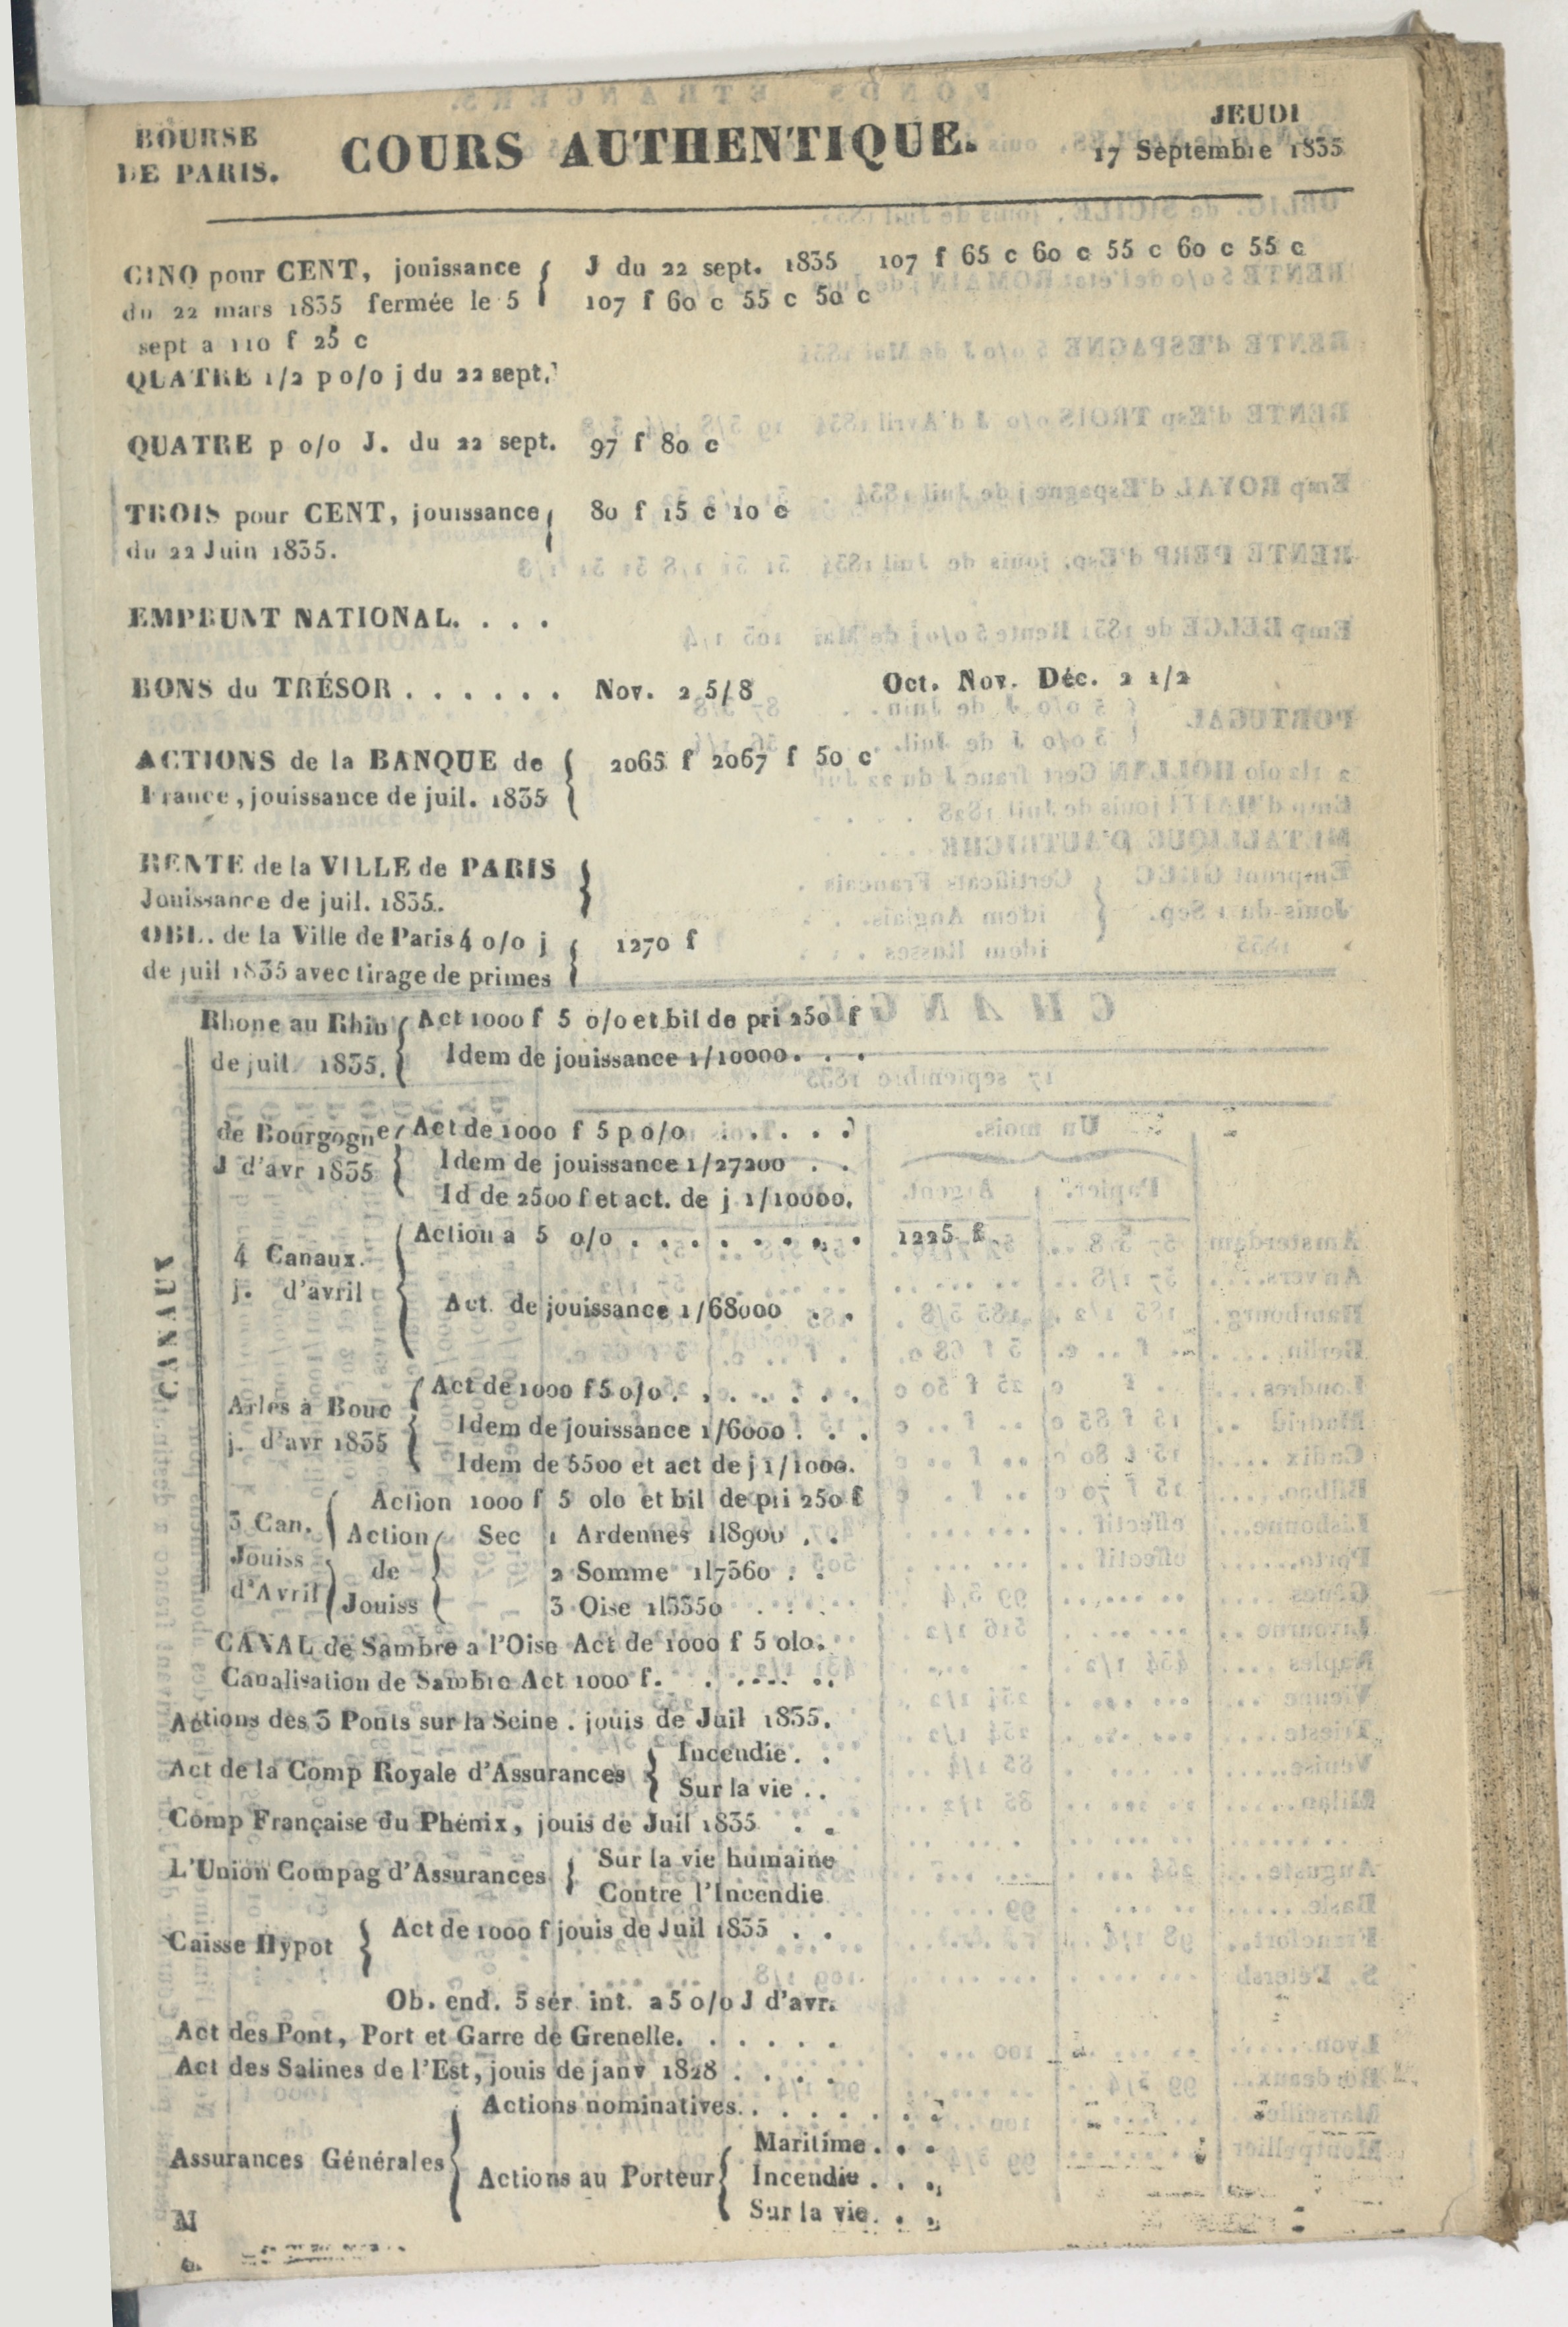 BOURSE
DE PARIS.
COURS AUTHENTIQUE.
JEUDI
17 Septembre 1835
CINQ pour CENT, jouissance { J du 22 sept. 1835 107 f 65 c 60 c 55 c 60 c 55 c
du 22 mars 1835 fermée le 5 107 f 60 c 55 c 50 c
sept a 110 f 25 c
QUATRE 1/2 p o/o j du 22 sept.
QUATRE p o/o J. du 22 sept. 97 f 80 c
TROIS pour CENT, jouissance { 80 f 15 c 10 c
du 22 Juin 1835.
EMPRUNT NATIONAL. . . .
BONS du TRÉSOR . . . . . . Nov. 2 5/8 Oct. Nov. Déc. 2 1/2
ACTIONS de la BANQUE de { 2065 f 2067 f 50 c
France, jouissance de juil. 1835
RENTE de la VILLE de PARIS }
Jouissance de juil. 1835.
OBL. de la Ville de Paris 4 o/o j { 1270 f
de juil 1835 avec tirage de primes
CANAUX
Rhone au Rhin { Act 1000 f 5 o/o et bil de pri 250 f
de juil. 1835. Idem de jouissance 1/10000. . .
de Bourgogne { Act de 1000 f 5 p o/o . . . . .
J d'avr 1835 Idem de jouissance 1/27200 . .
Id de 2500 f et act. de j 1/10000.
4 Canaux. { Action a 5 o/o . . . . . . . . 1225 f.
j. d'avril Act. de jouissance 1/68000 . .
Arles à Bouc { Act de 1000 f 5 o/o . . . . . . .
j. d'avr 1835 Idem de jouissance 1/6000 . . .
Idem de 5500 et act de j 1/1000.
3 Can. { Action 1000 f 5 olo et bil de pri 250 f
Jouiss Action { Sec 1 Ardennes 1l8900 . .
d'Avril de 2 Somme 1l7560 . .
Jouiss 3 Oise 1l3350 . . .
CANAL de Sambre a l'Oise Act de 1000 f 5 olo.
Canalisation de Sambre Act 1000 f. . . . . . . .
Actions des 3 Ponts sur la Seine . jouis de Juil 1835.
Act de la Comp Royale d'Assurances { Incendie . .
Sur la vie . .
Comp Française du Phénix, jouis de Juil 1835 . .
L'Union Compag d'Assurances { Sur la vie humaine
Contre l'Incendie
Caisse Hypot { Act de 1000 f jouis de Juil 1835 . .
Ob. end. 5 sér int. a 5 o/o J d'avr.
Act des Pont, Port et Garre de Grenelle. . . . . .
Act des Salines de l'Est, jouis de janv 1828 . . . .
Assurances Générales { Actions nominatives. . . . . . . .
Actions au Porteur { Maritime . . .
Incendie . . .
Sur la vie . . .
M